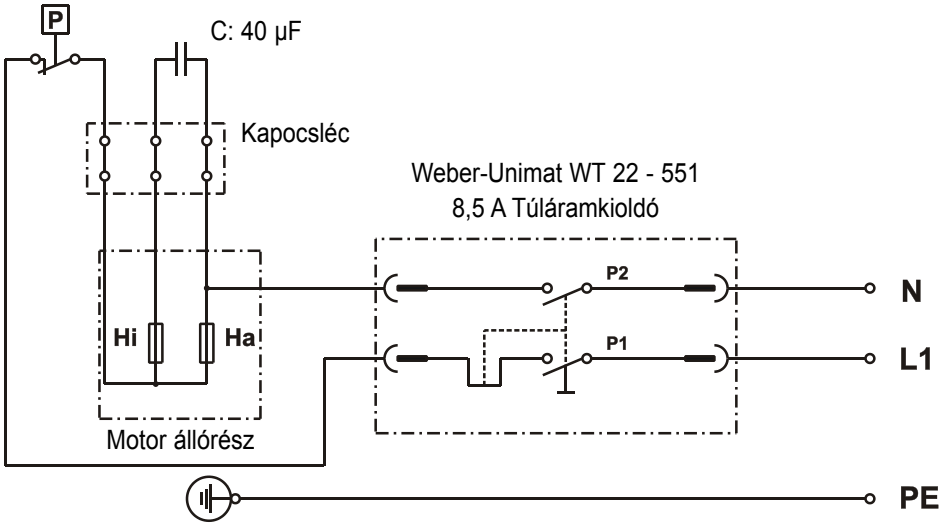 P
C: 40 µF
Kapocsléc
Weber-Unimat WT 22 - 551
8,5 A Túláramkioldó
P2
N
Hi
Ha
P1
L1
Motor állórész
PE